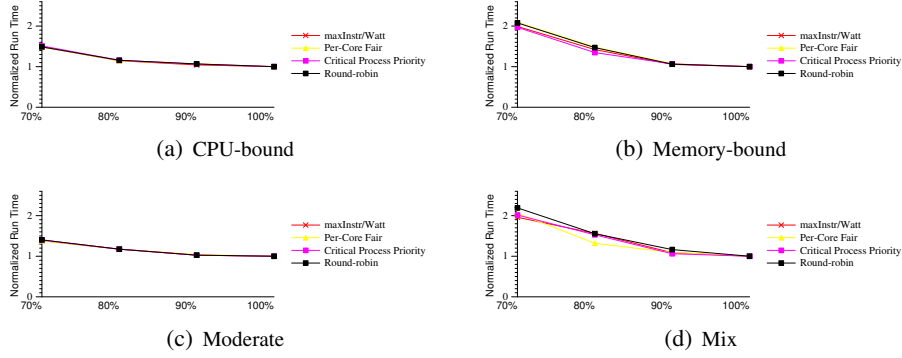 Normalized Run Time
2
1
0
70%
80%
90%
100%
maxInstr/Watt
Per-Core Fair
Critical Process Priority
Round-robin
(a) CPU-bound
Normalized Run Time
2
1
0
70%
80%
90%
100%
maxInstr/Watt
Per-Core Fair
Critical Process Priority
Round-robin
(b) Memory-bound
Normalized Run Time
2
1
0
70%
80%
90%
100%
maxInstr/Watt
Per-Core Fair
Critical Process Priority
Round-robin
(c) Moderate
Normalized Run Time
2
1
0
70%
80%
90%
100%
maxInstr/Watt
Per-Core Fair
Critical Process Priority
Round-robin
(d) Mix